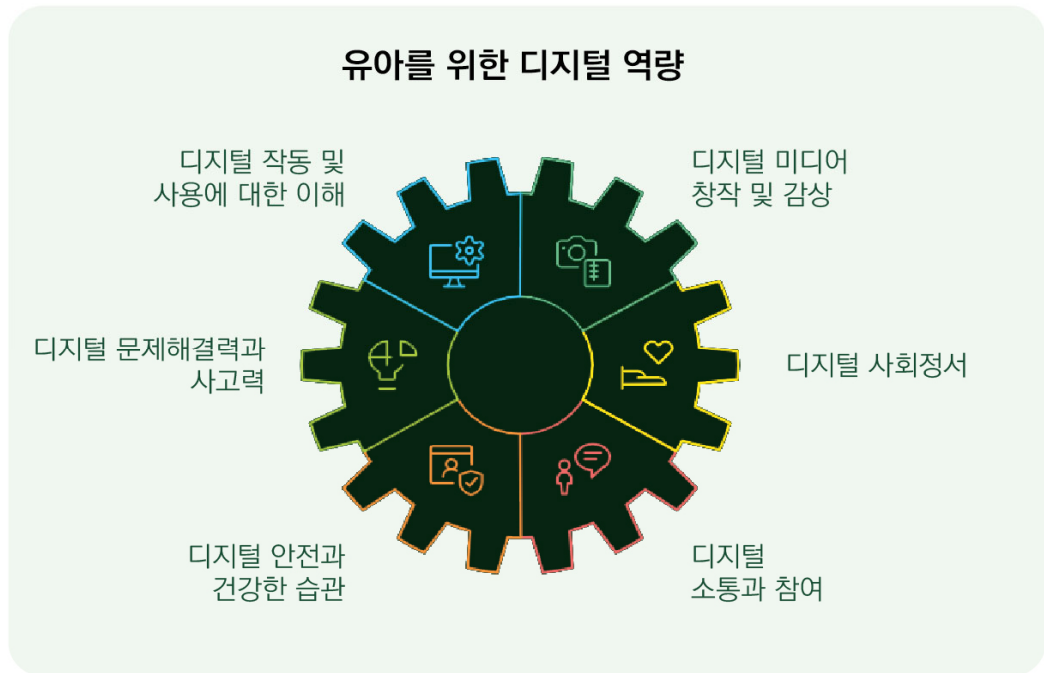 유아를 위한 디지털 역량
디지털 작동 및
사용에 대한 이해
디지털 미디어
창작 및 감상
디지털 문제해결력과
사고력
디지털 사회정서
디지털 안전과
건강한 습관
디지털
소통과 참여